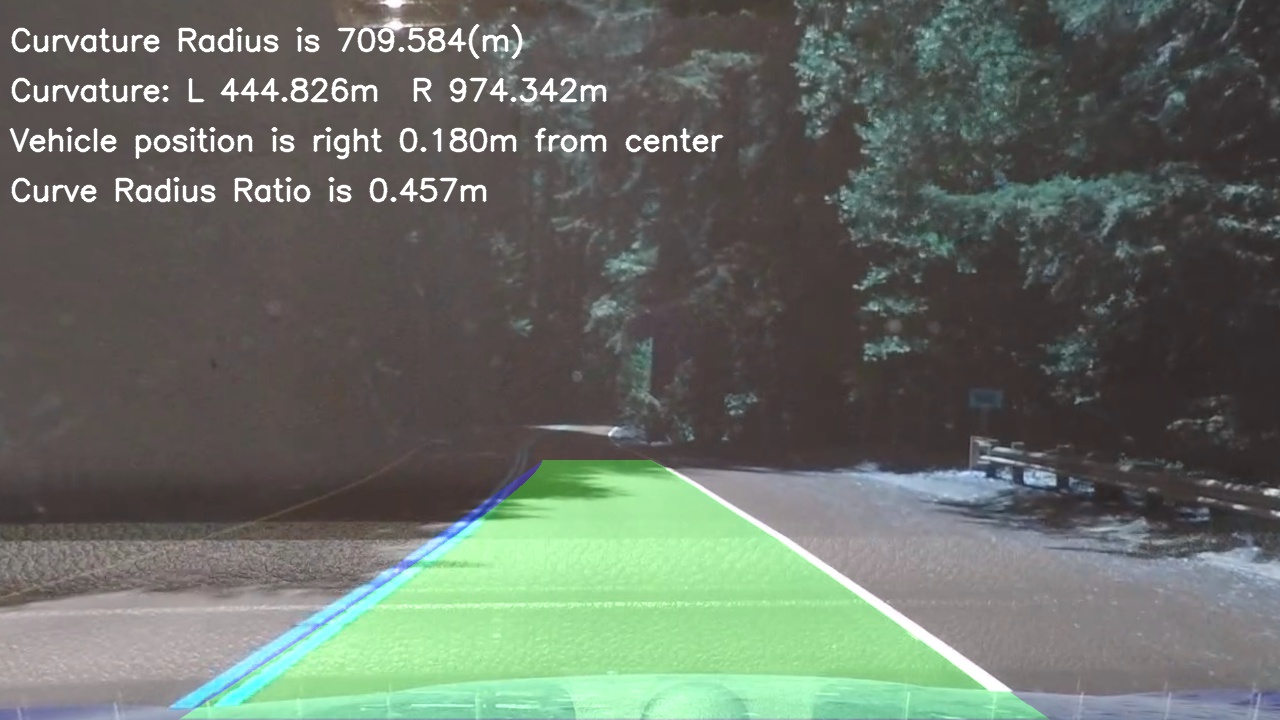 Curvature Radius is 709.584(m)
Curvature: L 444.826m R 974.342m
Vehicle position is right 0.180m from center
Curve Radius Ratio is 0.457m